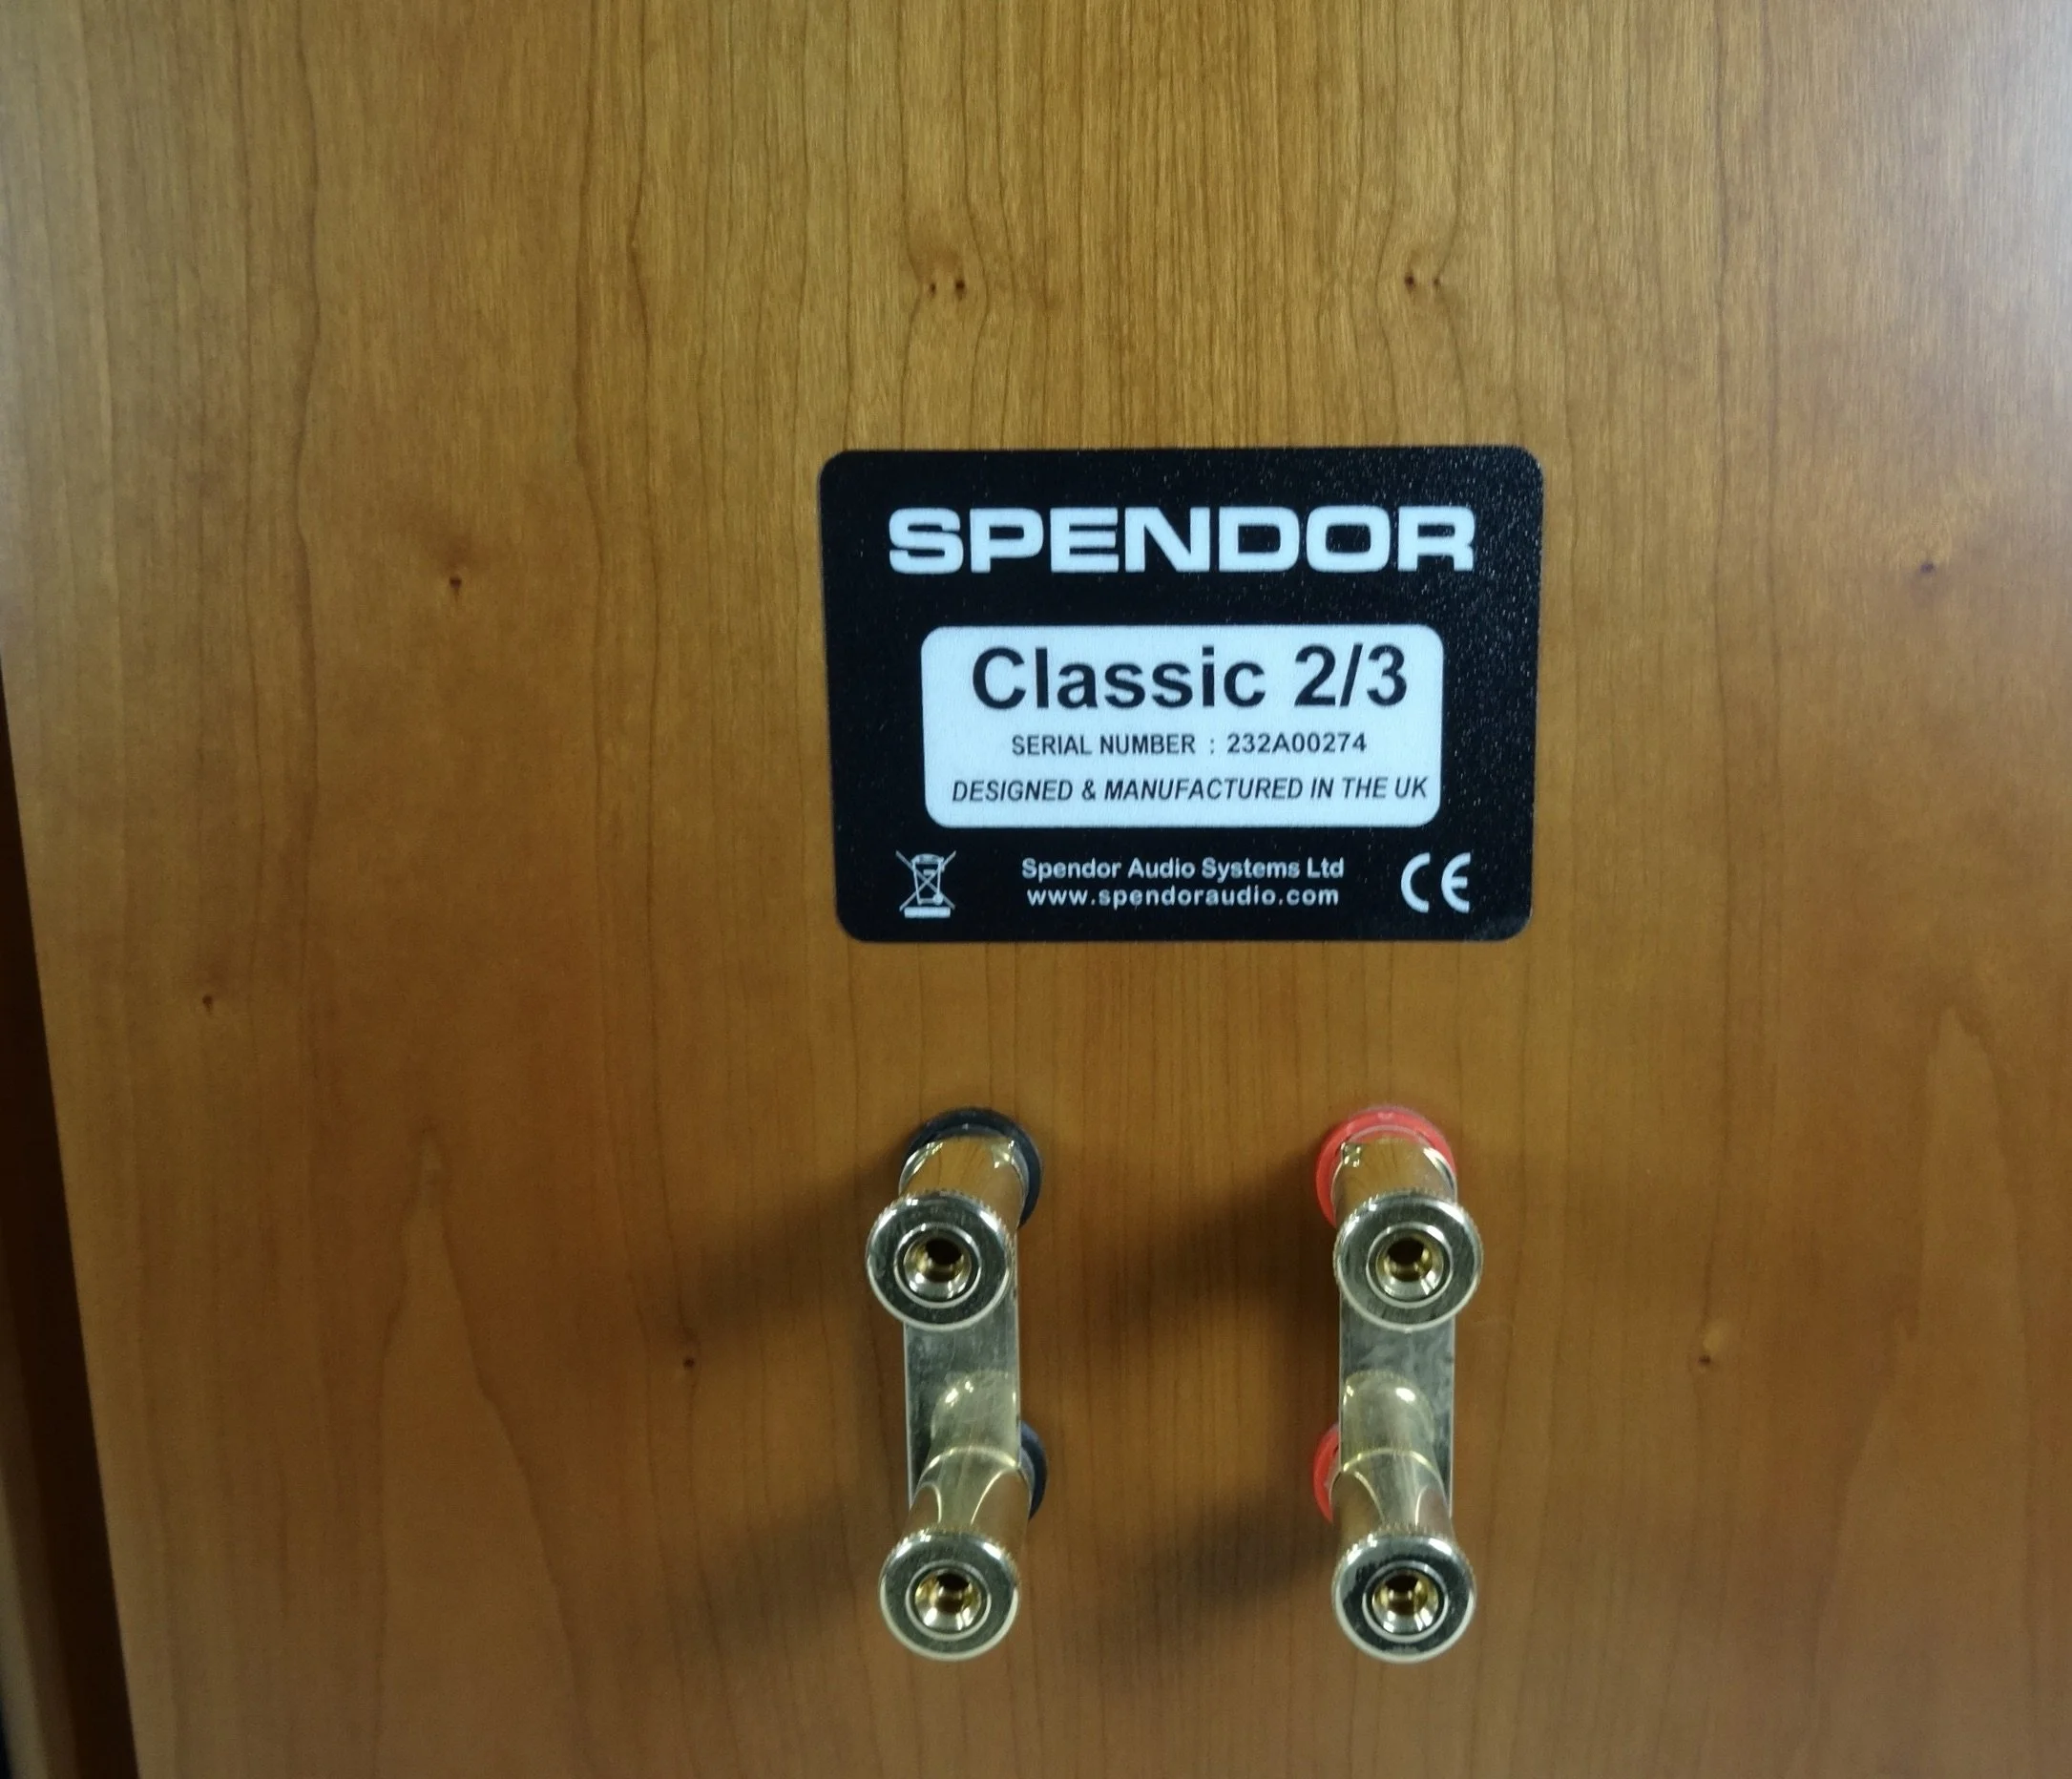 SPENDOR
Classic 2/3
SERIAL NUMBER : 232A00274
DESIGNED & MANUFACTURED IN THE UK
Spendor Audio Systems Ltd
www.spendoraudio.com
CE